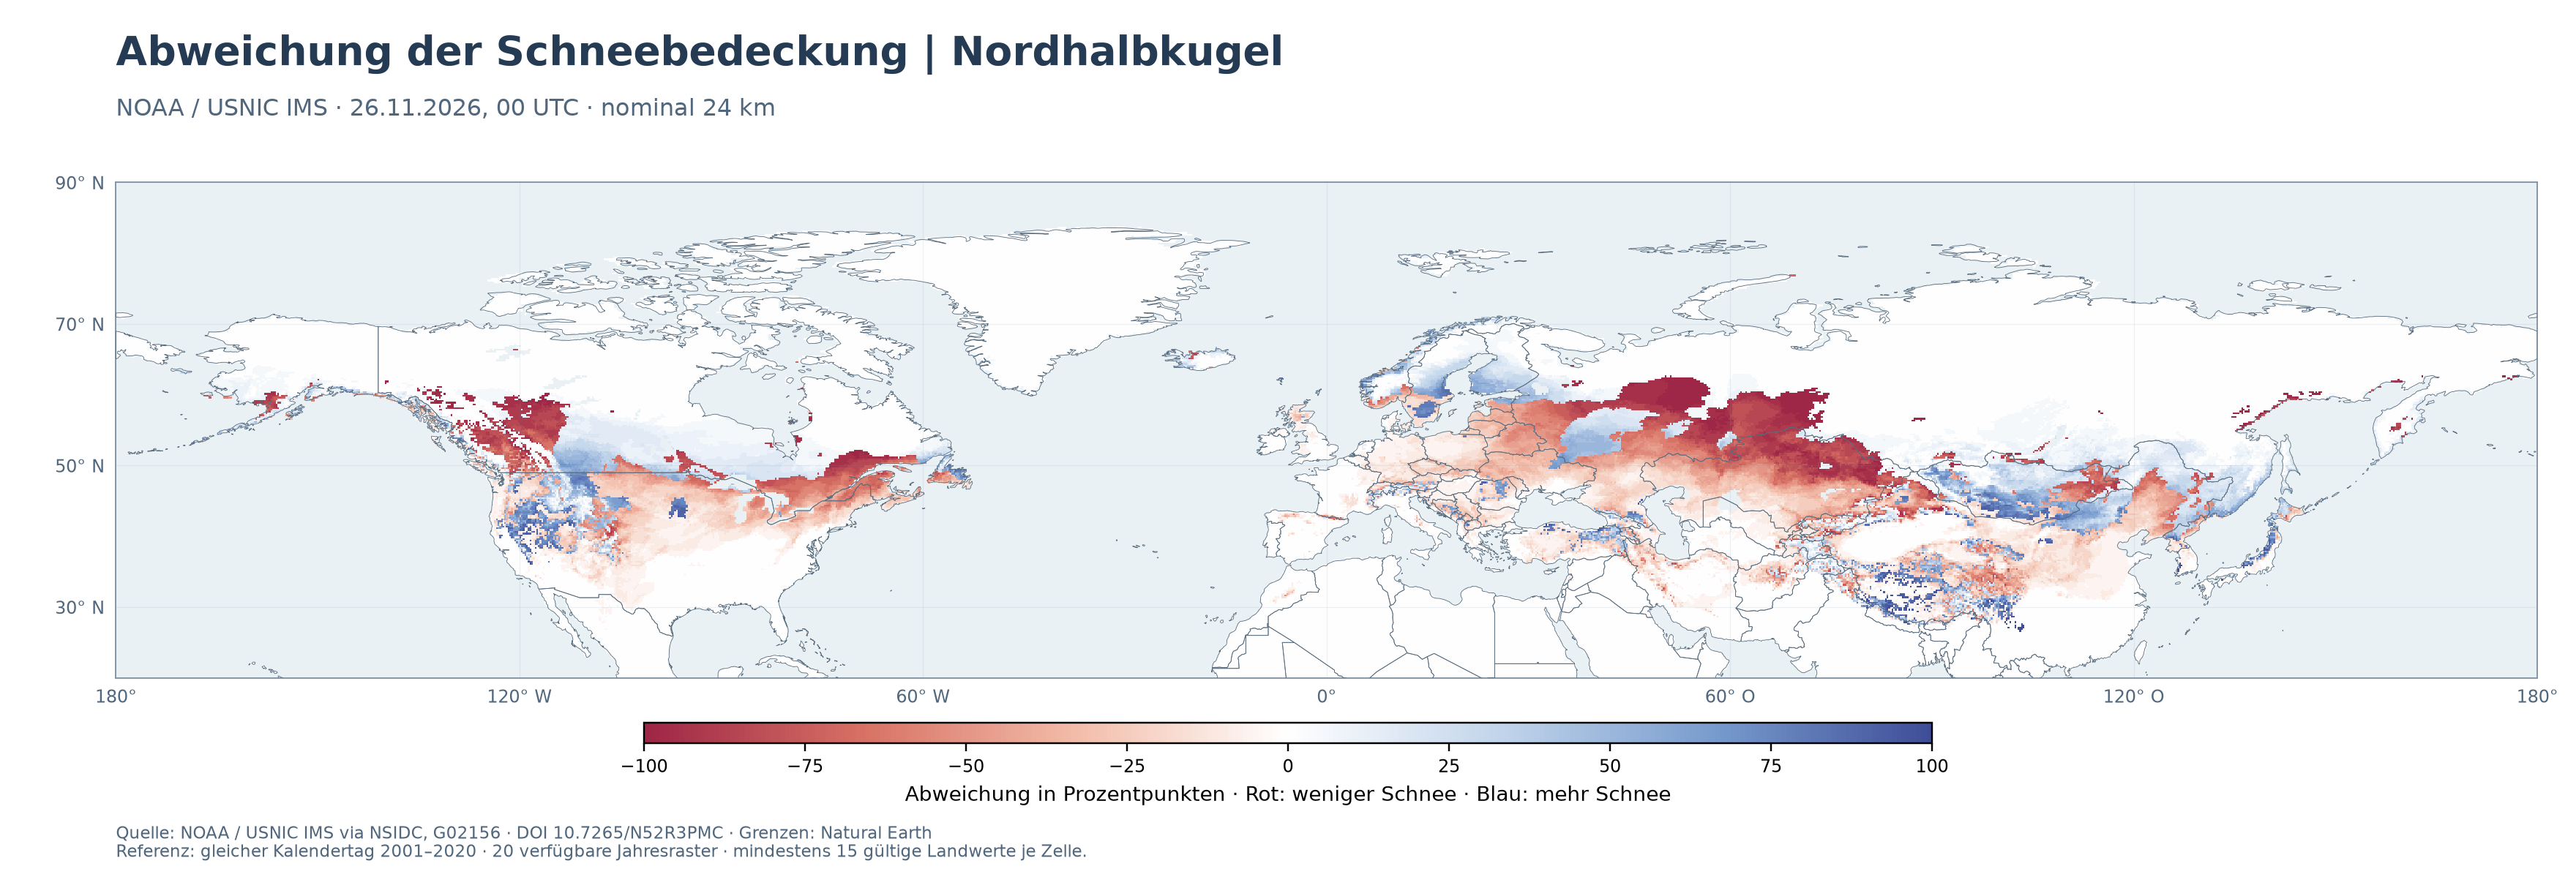 Abweichung der Schneebedeckung | Nordhalbkugel
NOAA / USNIC IMS · 26.11.2026, 00 UTC · nominal 24 km
90° N
70° N
50° N
30° N
180° 120° W 60° W 0° 60° O 120° O 180°
−100 −75 −50 −25 0 25 50 75 100
Abweichung in Prozentpunkten · Rot: weniger Schnee · Blau: mehr Schnee
Quelle: NOAA / USNIC IMS via NSIDC, G02156 · DOI 10.7265/N52R3PMC · Grenzen: Natural Earth
Referenz: gleicher Kalendertag 2001–2020 · 20 verfügbare Jahresraster · mindestens 15 gültige Landwerte je Zelle.